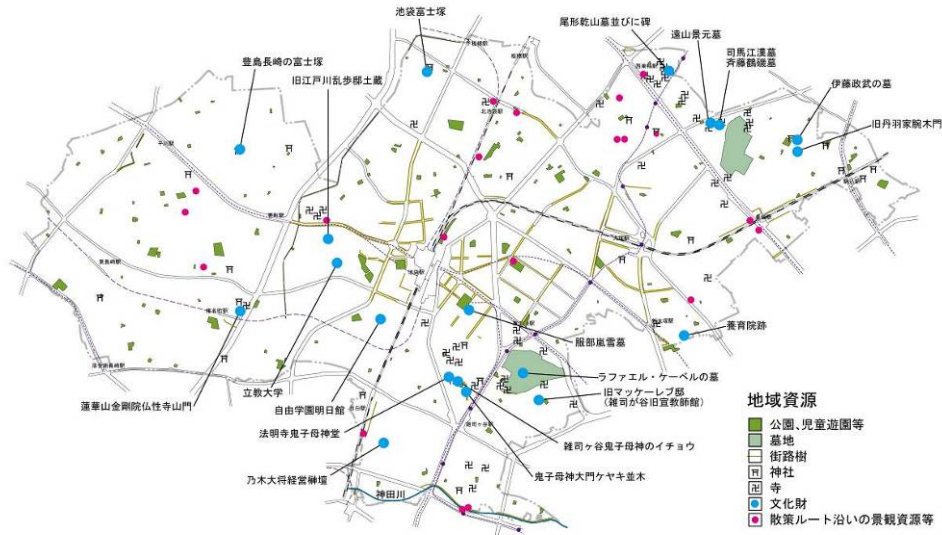 池袋富士塚
尾形乾山墓並びに碑
遠山景元墓
司馬江漢墓
斉藤鶴磯墓
豊島長崎の富士塚
旧江戸川乱歩邸土蔵
伊藤政武の墓
旧丹羽家腕木門
養育院跡
服部嵐雪墓
ラファエル・ケーベルの墓
旧マッケーレブ邸
(雑司が谷旧宣教師館)
蓮華山金剛院仏性寺山門
立教大学
自由学園明日館
法明寺鬼子母神堂
雑司ヶ谷鬼子母神のイチョウ
鬼子母神大門ケヤキ並木
乃木大将経営榊壇
神田川
池袋駅
地域資源
公園、児童遊園等
墓地
街路樹
神社
寺
文化財
散策ルート沿いの景観資源等